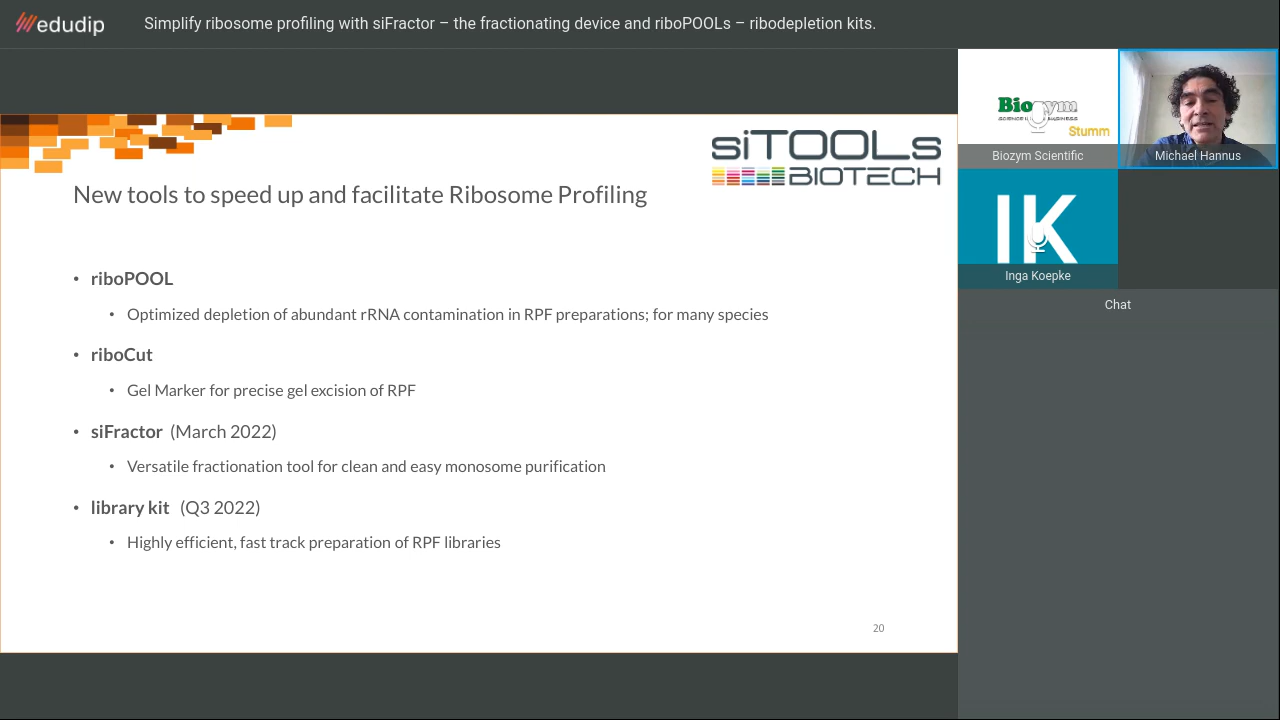 edudip
Simplify ribosome profiling with siFractor – the fractionating device and riboPOOLs – ribodepletion kits.
siTOOLs
BIOTECH
New tools to speed up and facilitate Ribosome Profiling
• riboPOOL
• Optimized depletion of abundant rRNA contamination in RPF preparations; for many species
• riboCut
• Gel Marker for precise gel excision of RPF
• siFractor (March 2022)
• Versatile fractionation tool for clean and easy monosome purification
• library kit (Q3 2022)
• Highly efficient, fast track preparation of RPF libraries
20
Stumm
Biozym Scientific
Michael Hannus
IK
Inga Koepke
Chat